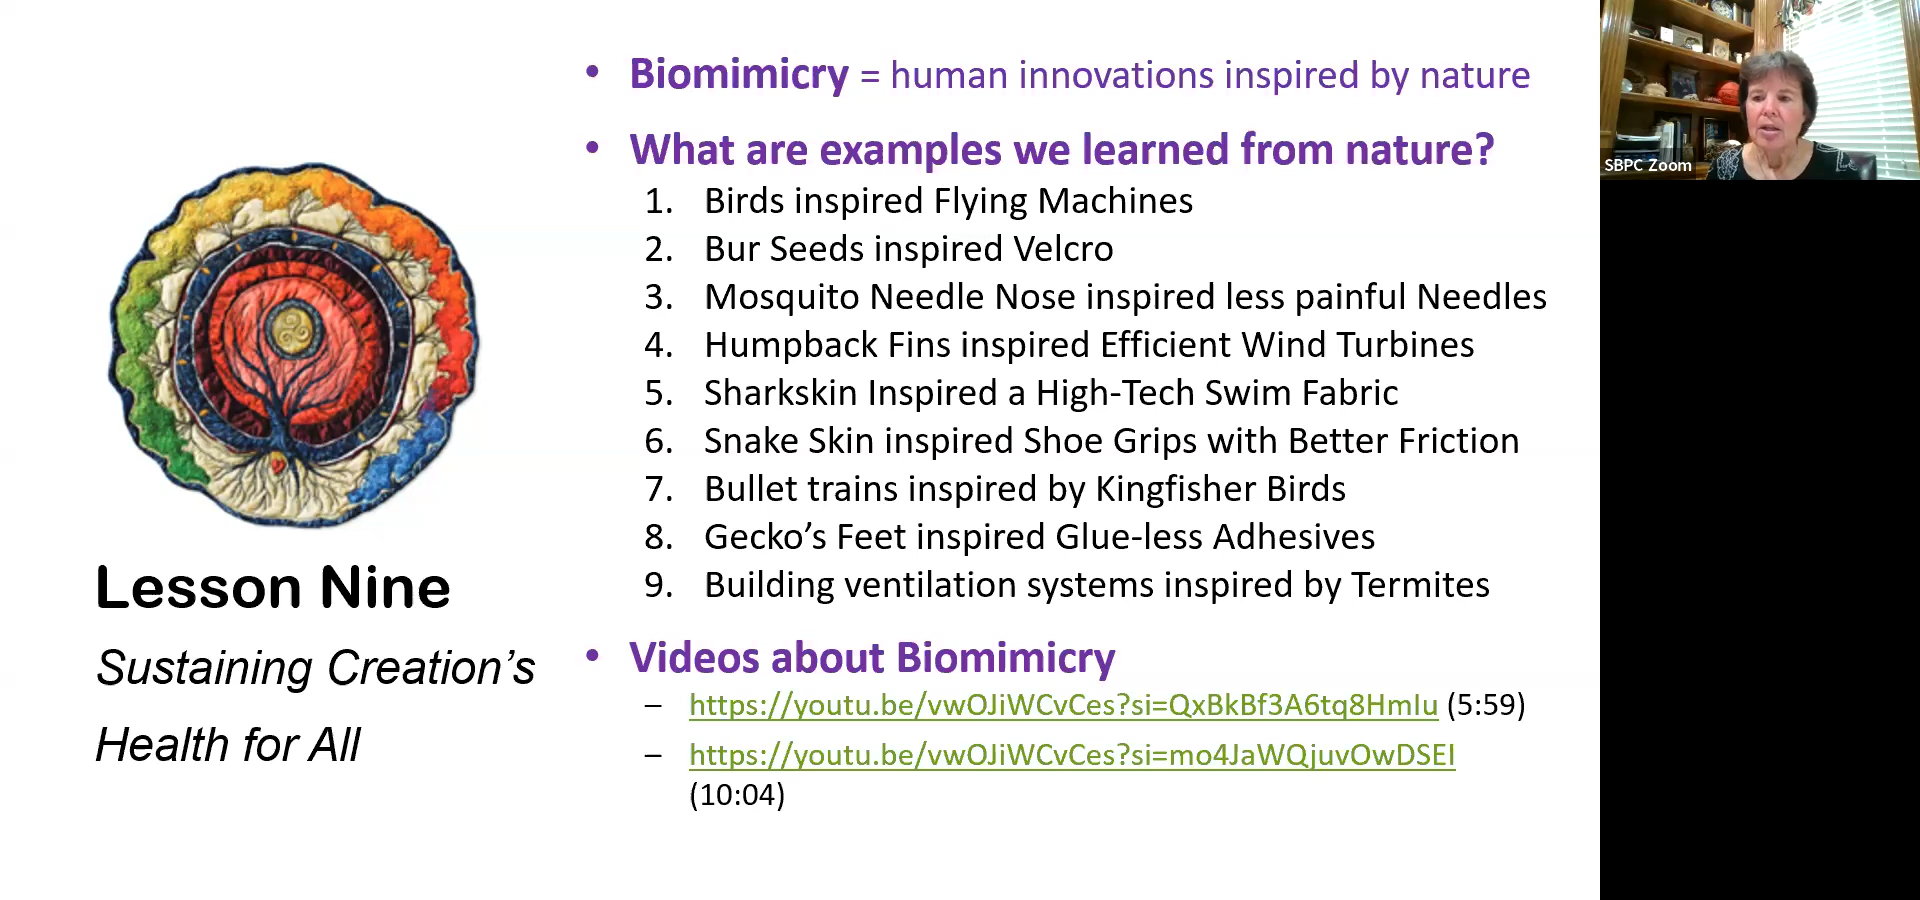 Biomimicry = human innovations inspired by nature
What are examples we learned from nature?
1. Birds inspired Flying Machines
2. Bur Seeds inspired Velcro
3. Mosquito Needle Nose inspired less painful Needles
4. Humpback Fins inspired Efficient Wind Turbines
5. Sharkskin Inspired a High-Tech Swim Fabric
6. Snake Skin inspired Shoe Grips with Better Friction
7. Bullet trains inspired by Kingfisher Birds
8. Gecko’s Feet inspired Glue-less Adhesives
9. Building ventilation systems inspired by Termites
Videos about Biomimicry
– https://youtu.be/vwOJiWCvCes?si=QxBkBf3A6tq8HmIu (5:59)
– https://youtu.be/vwOJiWCvCes?si=mo4JaWQjuvOwDSEI
(10:04)
Lesson Nine
Sustaining Creation’s
Health for All
SBPC Zoom